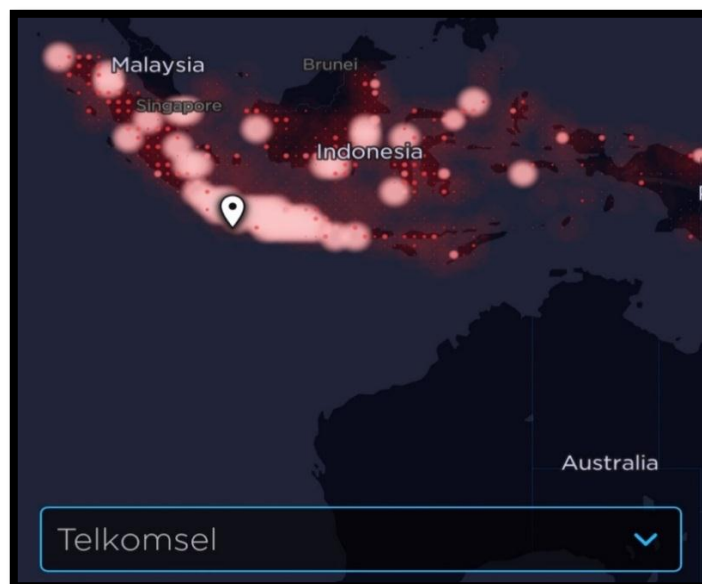 Malaysia
Brunei
Singapore
Indonesia
Australia
Telkomsel